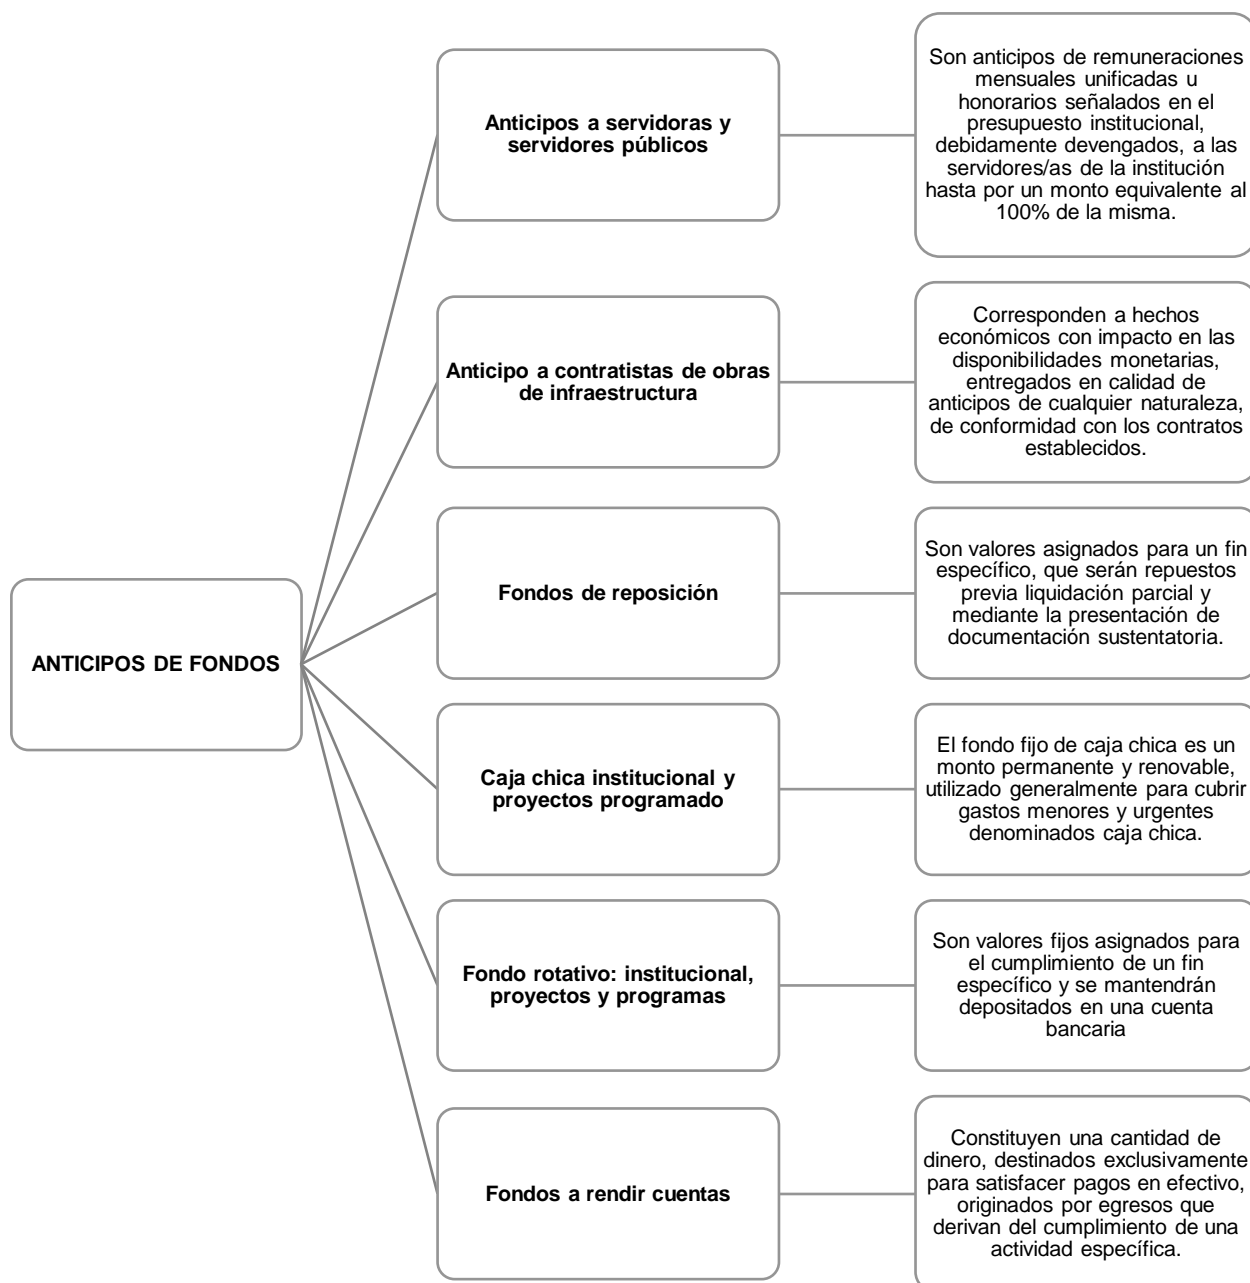 ANTICIPOS DE FONDOS
Anticipos a servidoras y
servidores públicos
Son anticipos de remuneraciones
mensuales unificadas u
honorarios señalados en el
presupuesto institucional,
debidamente devengados, a las
servidores/as de la institución
hasta por un monto equivalente al
100% de la misma.
Anticipo a contratistas de obras
de infraestructura
Corresponden a hechos
económicos con impacto en las
disponibilidades monetarias,
entregados en calidad de
anticipos de cualquier naturaleza,
de conformidad con los contratos
establecidos.
Fondos de reposición
Son valores asignados para un fin
específico, que serán repuestos
previa liquidación parcial y
mediante la presentación de
documentación sustentatoria.
Caja chica institucional y
proyectos programado
El fondo fijo de caja chica es un
monto permanente y renovable,
utilizado generalmente para cubrir
gastos menores y urgentes
denominados caja chica.
Fondo rotativo: institucional,
proyectos y programas
Son valores fijos asignados para
el cumplimiento de un fin
específico y se mantendrán
depositados en una cuenta
bancaria
Fondos a rendir cuentas
Constituyen una cantidad de
dinero, destinados exclusivamente
para satisfacer pagos en efectivo,
originados por egresos que
derivan del cumplimiento de una
actividad específica.